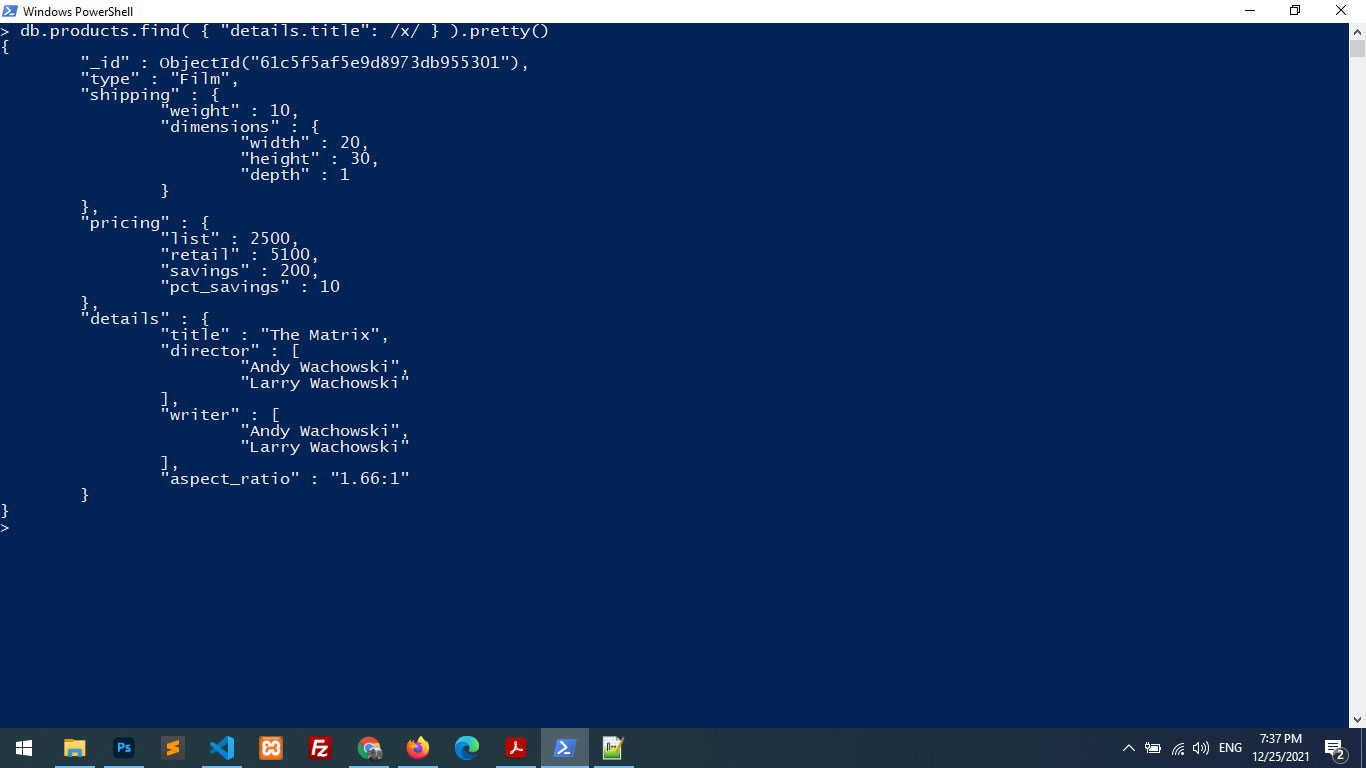 Windows PowerShell
> db.products.find( { "details.title": /x/ } ).pretty()
{
        "_id" : ObjectId("61c5f5af5e9d8973db955301"),
        "type" : "Film",
        "shipping" : {
                "weight" : 10,
                "dimensions" : {
                        "width" : 20,
                        "height" : 30,
                        "depth" : 1
                }
        },
        "pricing" : {
                "list" : 2500,
                "retail" : 5100,
                "savings" : 200,
                "pct_savings" : 10
        },
        "details" : {
                "title" : "The Matrix",
                "director" : [
                        "Andy Wachowski",
                        "Larry Wachowski"
                ],
                "writer" : [
                        "Andy Wachowski",
                        "Larry Wachowski"
                ],
                "aspect_ratio" : "1.66:1"
        }
}
>
Ps
Fz
ENG
7:37 PM
12/25/2021
2